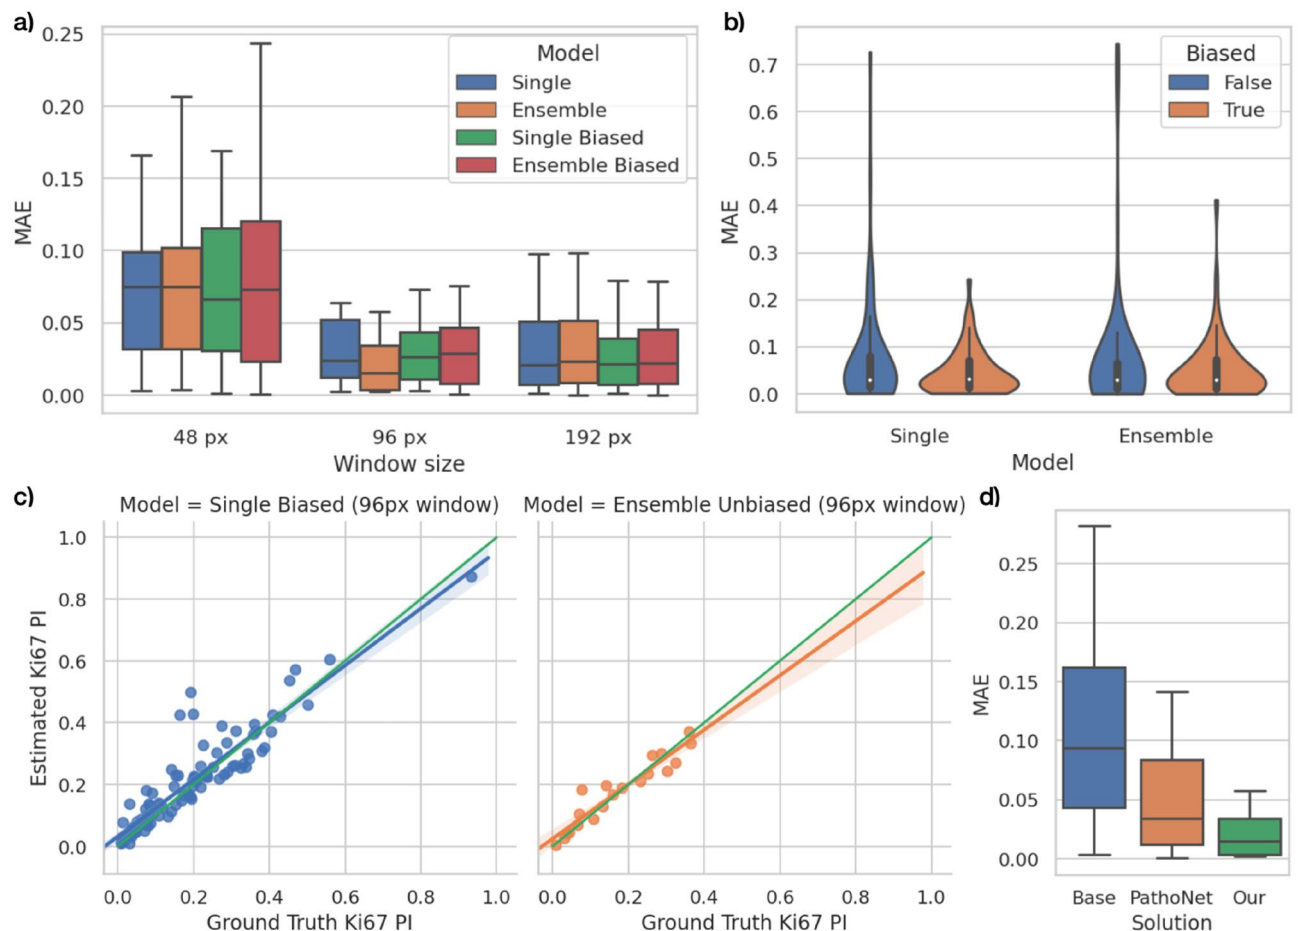 a)
0.25
0.20
0.15
0.10
0.05
0.00
MAE
Model
Single
Ensemble
Single Biased
Ensemble Biased
48 px
96 px
192 px
Window size
b)
0.7
0.6
0.5
0.4
0.3
0.2
0.1
0.0
MAE
Biased
False
True
Single
Ensemble
Model
c)
Model = Single Biased (96px window)
1.0
0.8
0.6
0.4
0.2
0.0
Estimated Ki67 PI
0.0 0.2 0.4 0.6 0.8 1.0
Ground Truth Ki67 PI
Model = Ensemble Unbiased (96px window)
0.0 0.2 0.4 0.6 0.8 1.0
Ground Truth Ki67 PI
d)
0.25
0.20
0.15
0.10
0.05
0.00
MAE
Base PathoNet Our
Solution